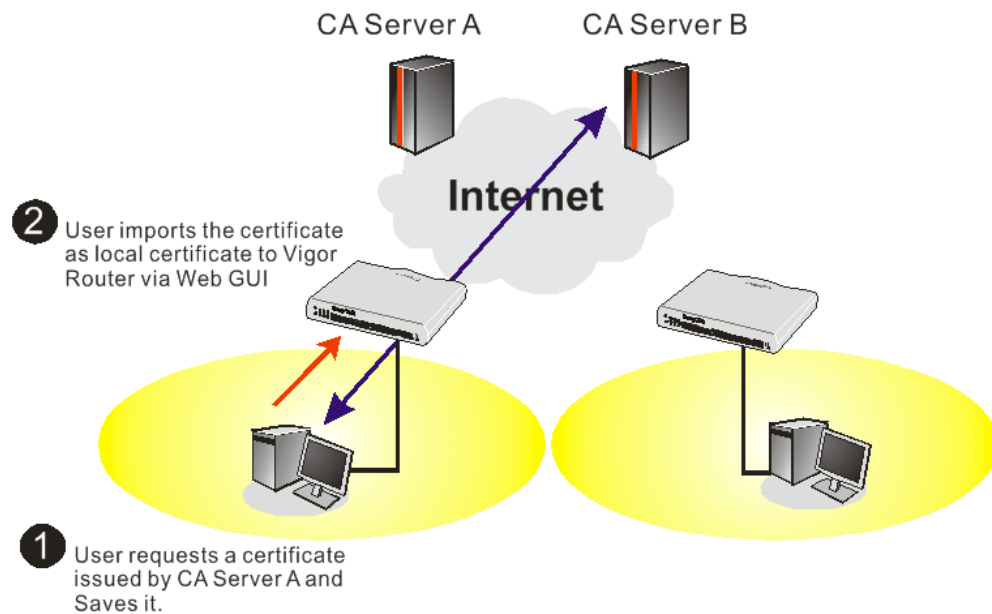 CA Server A
CA Server B
Internet
2
User imports the certificate
as local certificate to Vigor
Router via Web GUI
1
User requests a certificate
issued by CA Server A and
Saves it.